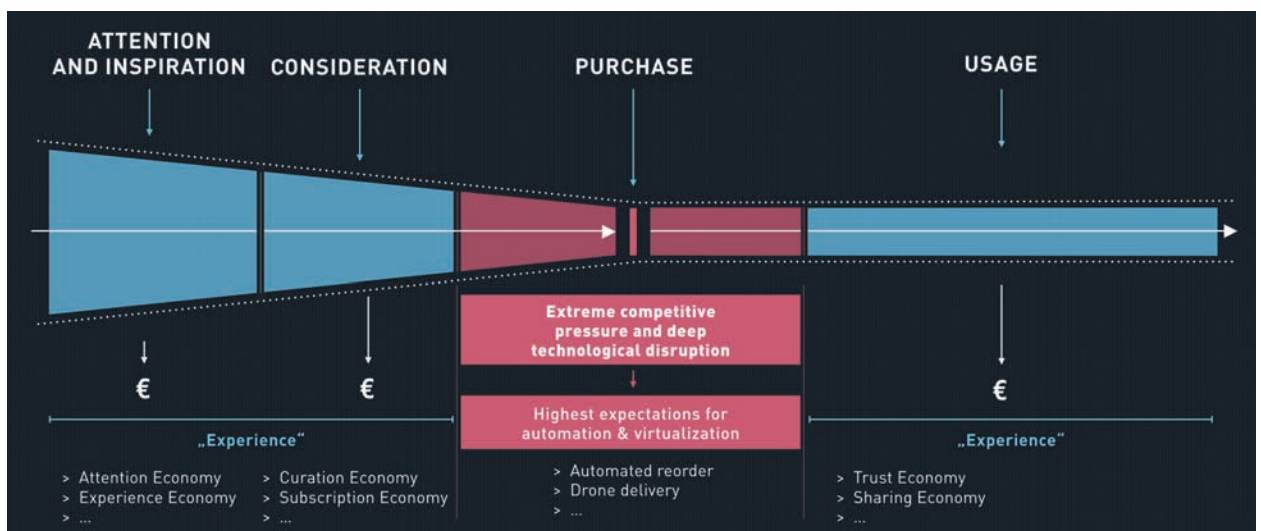 ATTENTION
AND INSPIRATION
CONSIDERATION
PURCHASE
USAGE
Extreme competitive
pressure and deep
technological disruption
Highest expectations for
automation & virtualization
€
€
€
„Experience“
„Experience“
> Attention Economy
> Experience Economy
> ...
> Curation Economy
> Subscription Economy
> ...
> Automated reorder
> Drone delivery
> ...
> Trust Economy
> Sharing Economy
> ...